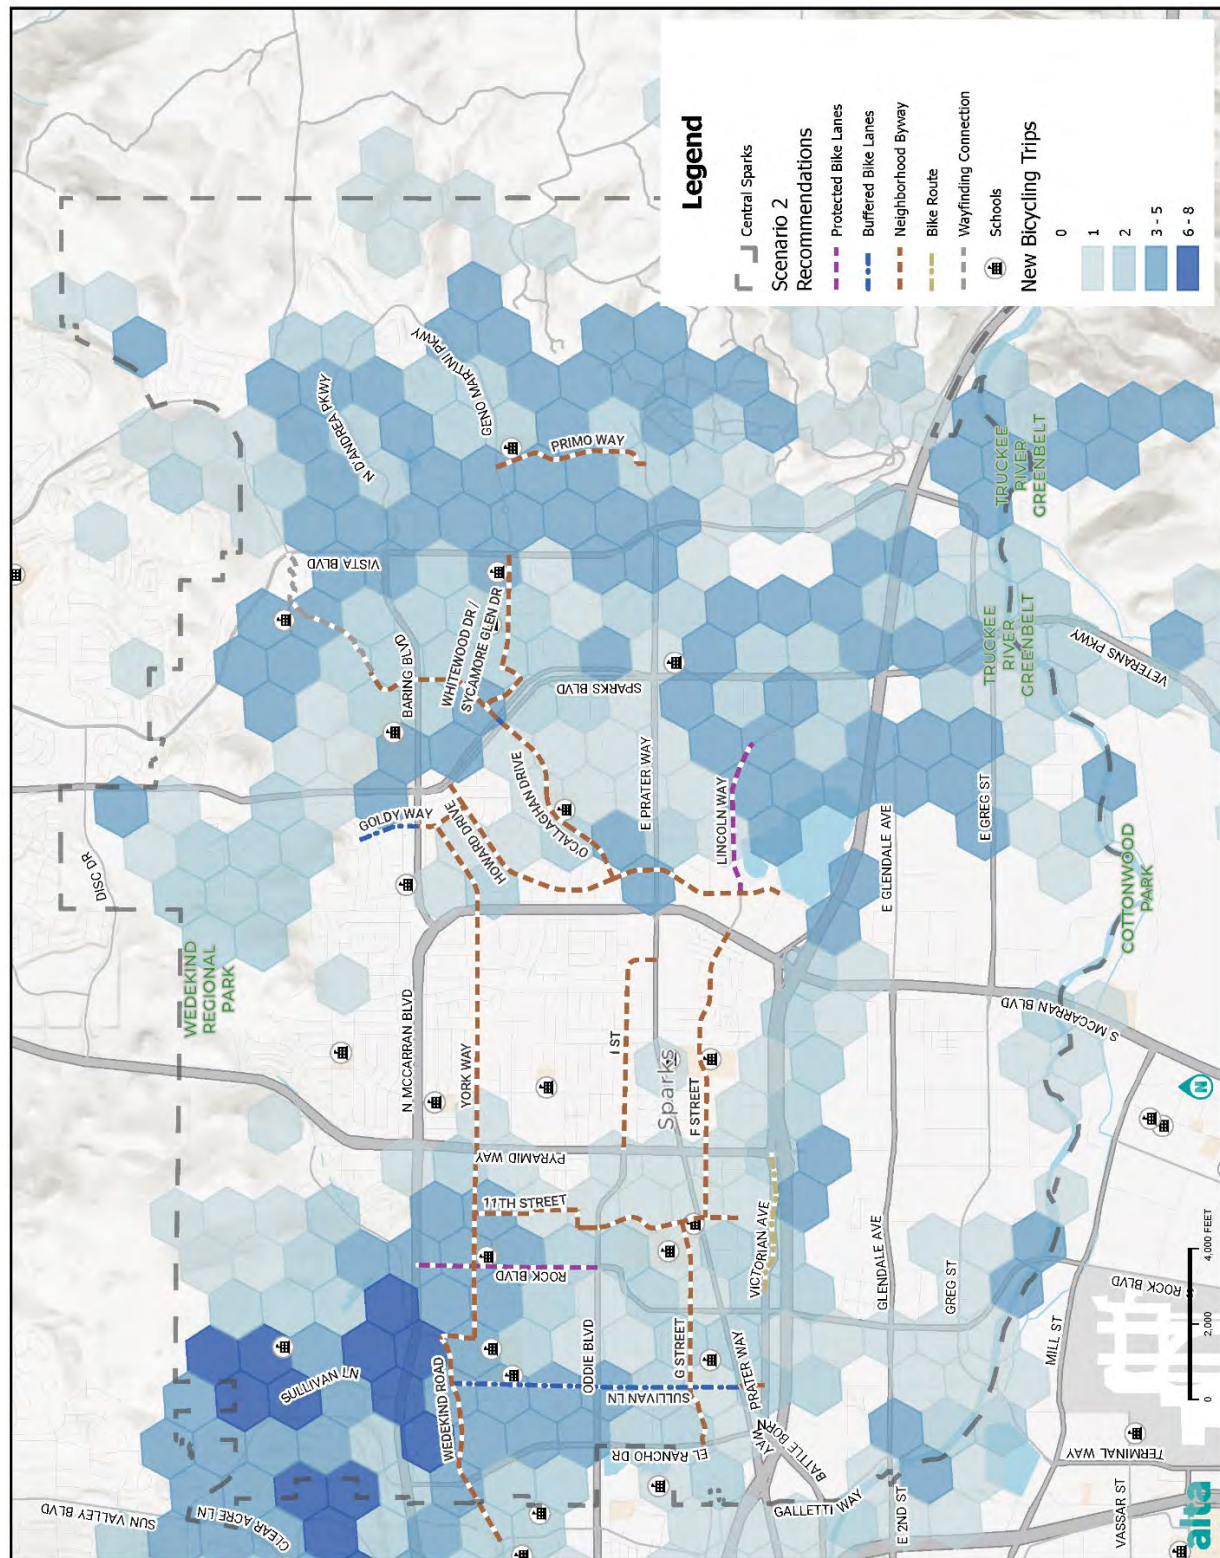 Legend
Central Sparks
Scenario 2
Recommendations
Protected Bike Lanes
Buffered Bike Lanes
Neighborhood Byway
Bike Route
Wayfinding Connection
Schools
New Bicycling Trips
0
1
2
3 - 5
6 - 8
SUN VALLEY BLVD
CLEAR ACRE LN
SULLIVAN LN
WEDEKIND ROAD
DISC DR
WEDEKIND
REGIONAL
PARK
N MCCARRAN BLVD
YORK WAY
PYRAMID WAY
11TH STREET
ROCK BLVD
ODDIE BLVD
SULLIVAN LN
G STREET
EL RANCHO DR
PRATER WAY
BATTLE BORN
WAY
GALLETTI WAY
VICTORIAN AVE
I ST
Sparks
F STREET
GOLDY WAY
HOWARD DRIVE
O'CALLAGHAN DRIVE
BARING BLVD
WHITEWOOD DR /
SYCAMORE GLEN DR
VISTA BLVD
N D'ANDREA PKWY
GENO MARTINI PKWY
PRIMO WAY
SPARKS BLVD
E PRATER WAY
LINCOLN WAY
E GLENDALE AVE
E GREG ST
TRUCKEE
RIVER
GREENBELT
TRUCKEE
RIVER
GREENBELT
VETERANS PKWY
COTTONWOOD
PARK
S MCCARRAN BLVD
GLENDALE AVE
GREG ST
MILL ST
ROCK BLVD
E 2ND ST
TERMINAL WAY
VASSAR ST
0
2,000
4,000 FEET
N
alta